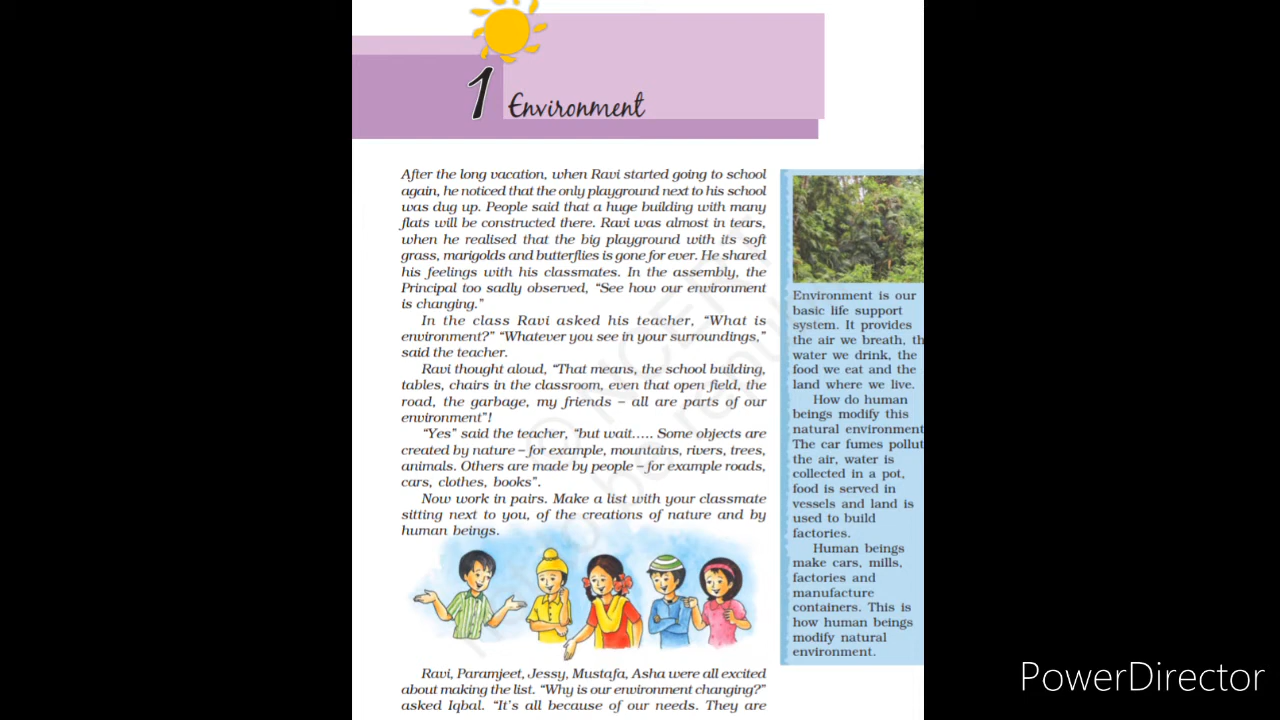 1 Environment
After the long vacation, when Ravi started going to school
again, he noticed that the only playground next to his school
was dug up. People said that a huge building with many
flats will be constructed there. Ravi was almost in tears,
when he realised that the big playground with its soft
grass, marigolds and butterflies is gone for ever. He shared
his feelings with his classmates. In the assembly, the
Principal too sadly observed, “See how our environment
is changing.”
In the class Ravi asked his teacher, “What is
environment?” “Whatever you see in your surroundings,”
said the teacher.
Ravi thought aloud, “That means, the school building,
tables, chairs in the classroom, even that open field, the
road, the garbage, my friends – all are parts of our
environment”!
“Yes” said the teacher, “but wait..... Some objects are
created by nature – for example, mountains, rivers, trees,
animals. Others are made by people – for example roads,
cars, clothes, books”.
Now work in pairs. Make a list with your classmate
sitting next to you, of the creations of nature and by
human beings.
Ravi, Paramjeet, Jessy, Mustafa, Asha were all excited
about making the list. “Why is our environment changing?”
asked Iqbal. “It’s all because of our needs. They are
Environment is our
basic life support
system. It provides
the air we breath, th
water we drink, the
food we eat and the
land where we live.
How do human
beings modify this
natural environment
The car fumes pollut
the air, water is
collected in a pot,
food is served in
vessels and land is
used to build
factories.
Human beings
make cars, mills,
factories and
manufacture
containers. This is
how human beings
modify natural
environment.
PowerDirector